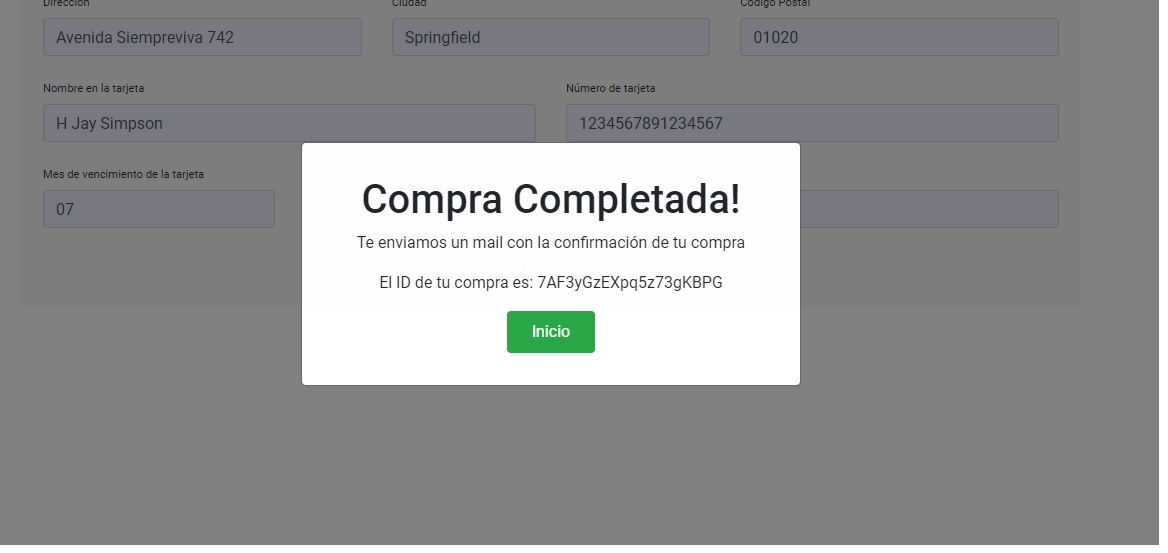 Dirección Ciudad Código Postal
Avenida Siempreviva 742 Springfield 01020
Nombre en la tarjeta Número de tarjeta
H Jay Simpson 1234567891234567
Mes de vencimiento de la tarjeta
07
Compra Completada!
Te enviamos un mail con la confirmación de tu compra
El ID de tu compra es: 7AF3yGzEXpq5z73gKBPG
Inicio